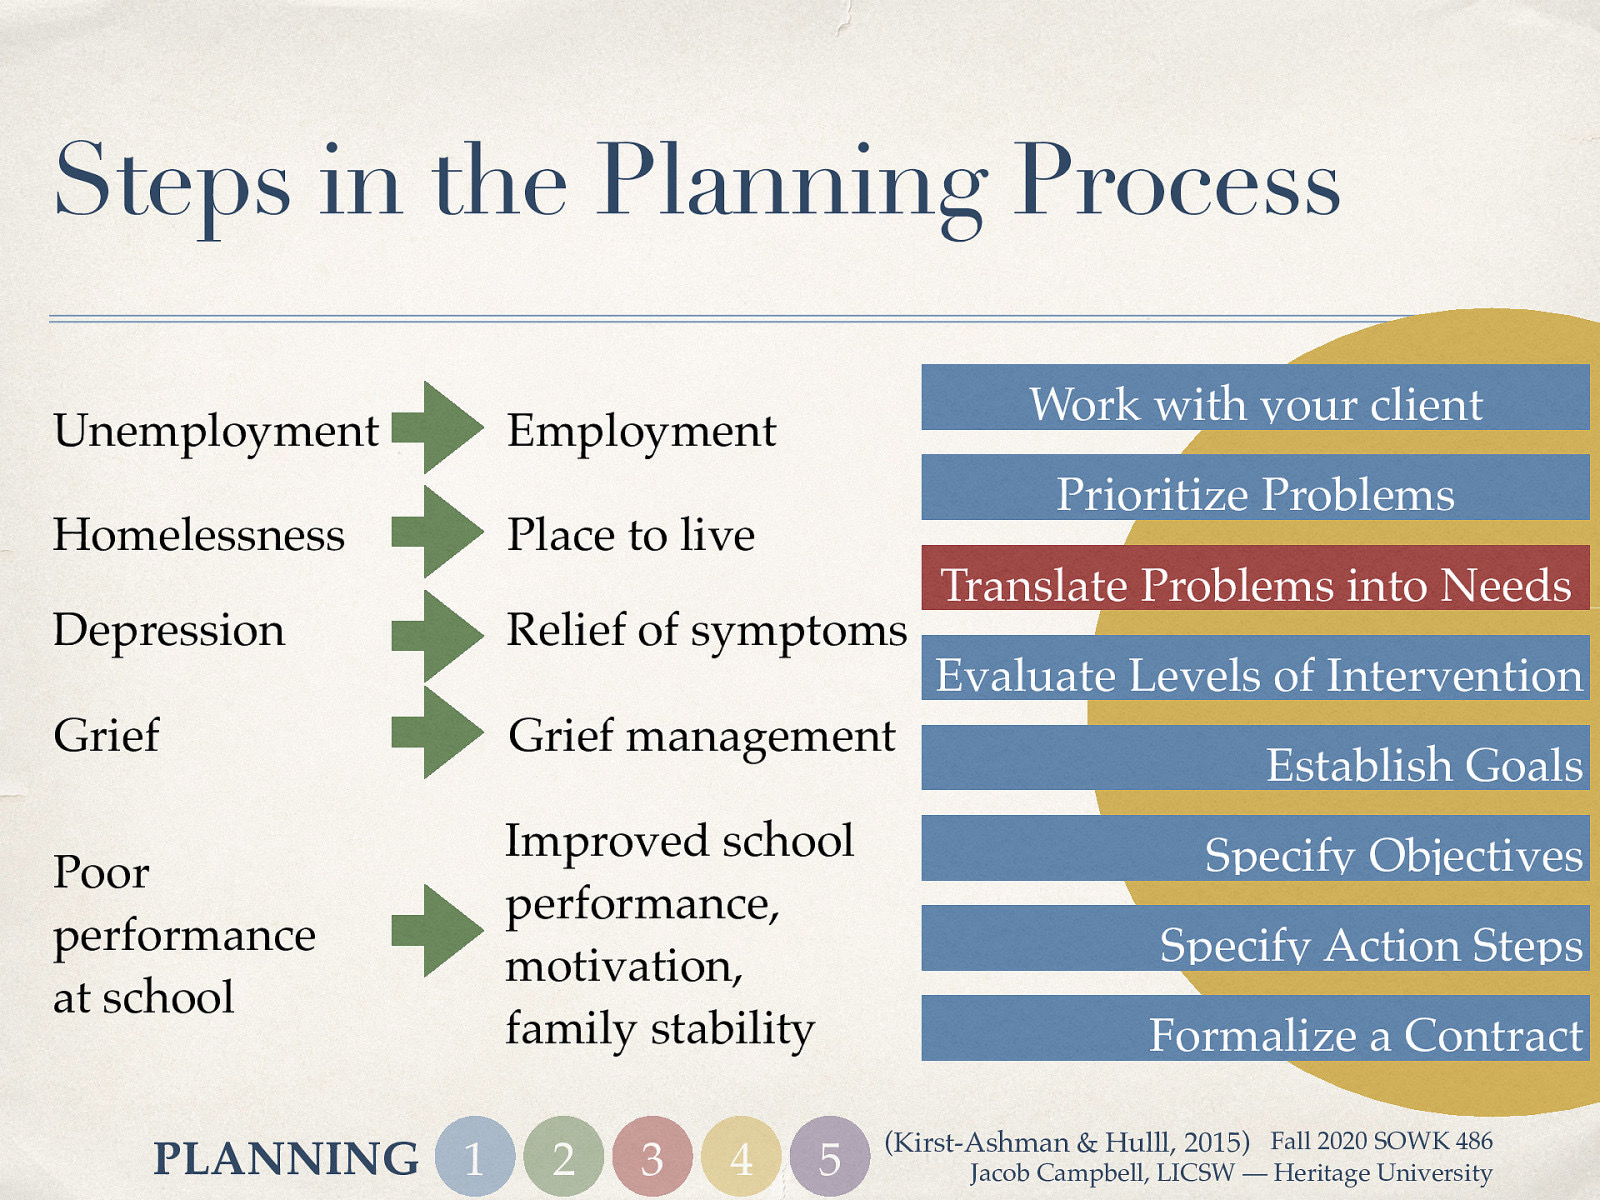 Steps in the Planning Process
Unemployment
Employment
Homelessness
Place to live
Depression
Relief of symptoms
Grief
Grief management
Poor
performance
at school
Improved school
performance,
motivation,
family stability
Work with your client
Prioritize Problems
Translate Problems into Needs
Evaluate Levels of Intervention
Establish Goals
Specify Objectives
Specify Action Steps
Formalize a Contract
PLANNING 1 2 3 4 5
(Kirst-Ashman & Hulll, 2015) Fall 2020 SOWK 486
Jacob Campbell, LICSW — Heritage University